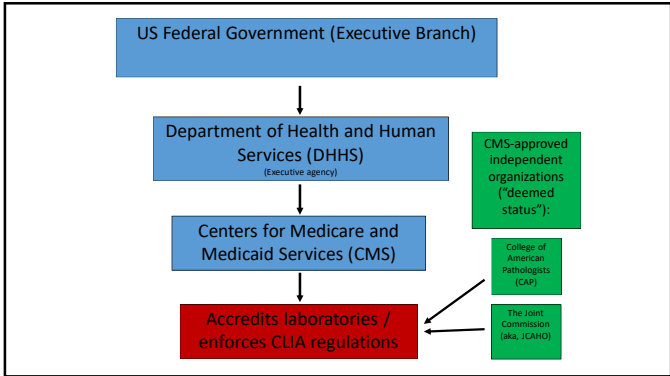 US Federal Government (Executive Branch)
Department of Health and Human
Services (DHHS)
(Executive agency)
Centers for Medicare and
Medicaid Services (CMS)
Accredits laboratories /
enforces CLIA regulations
CMS-approved
independent
organizations
(“deemed
status”):
College of
American
Pathologists
(CAP)
The Joint
Commission
(aka, JCAHO)